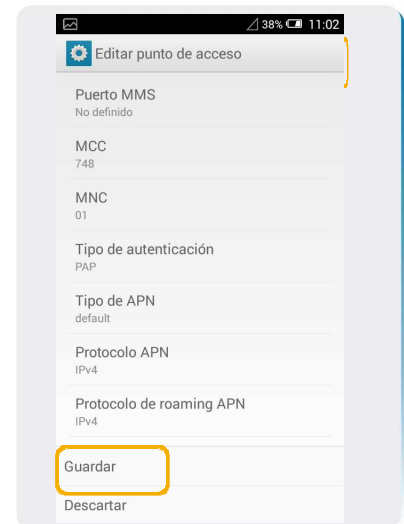 38% 11:02
Editar punto de acceso
Puerto MMS
No definido
MCC
748
MNC
01
Tipo de autenticación
PAP
Tipo de APN
default
Protocolo APN
IPv4
Protocolo de roaming APN
IPv4
Guardar
Descartar